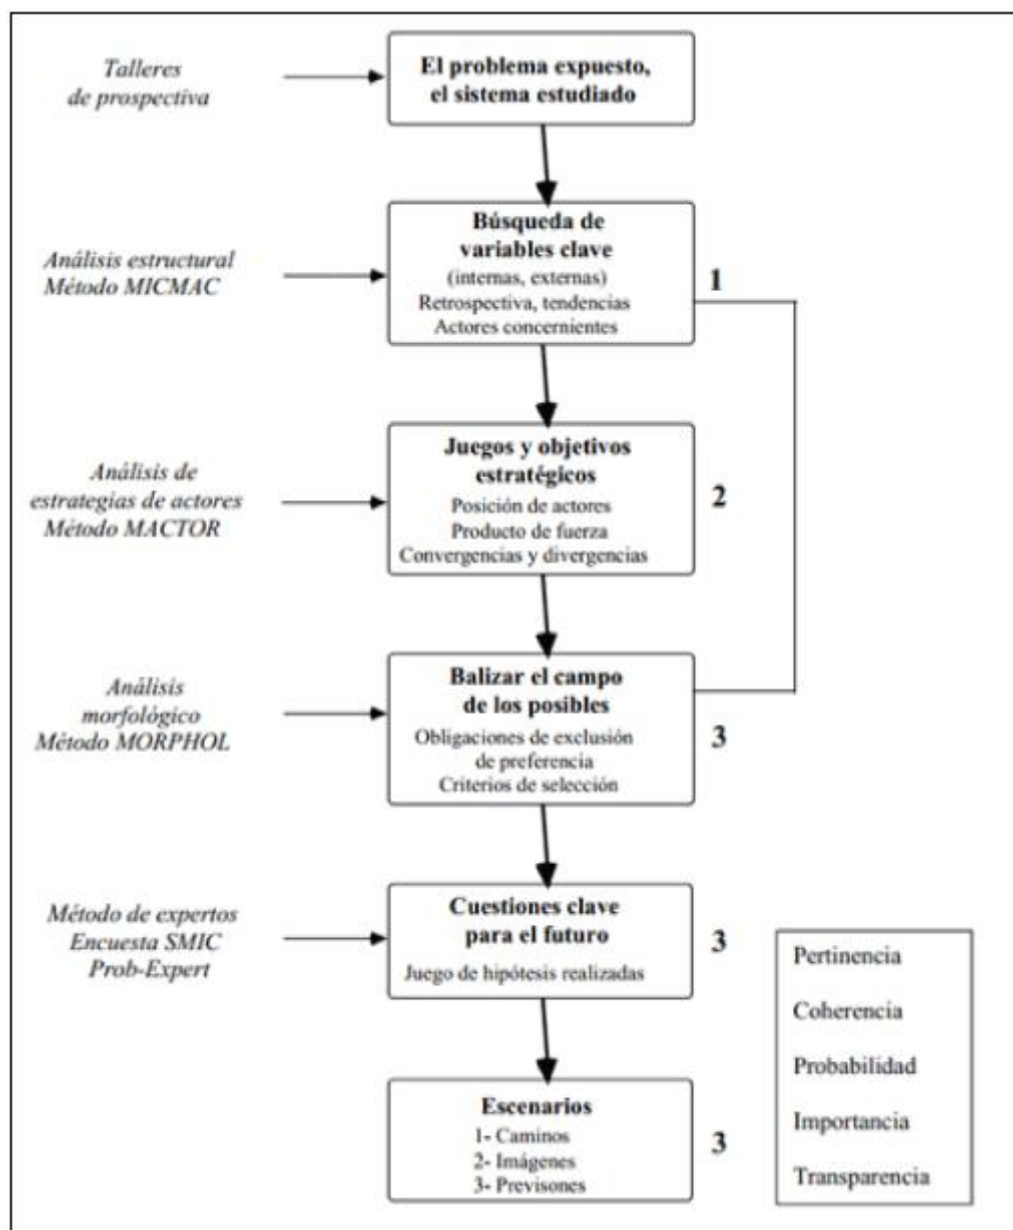 Talleres
de prospectiva
El problema expuesto,
el sistema estudiado
Análisis estructural
Método MICMAC
Búsqueda de
variables clave
(internas, externas)
Retrospectiva, tendencias
Actores concernientes
1
Análisis de
estrategias de actores
Método MACTOR
Juegos y objetivos
estratégicos
Posición de actores
Producto de fuerza
Convergencias y divergencias
2
Análisis
morfológico
Método MORPHOL
Balizar el campo
de los posibles
Obligaciones de exclusión
de preferencia
Criterios de selección
3
Método de expertos
Encuesta SMIC
Prob-Expert
Cuestiones clave
para el futuro
Juego de hipótesis realizadas
3
Escenarios
1- Caminos
2- Imágenes
3- Previsones
3
Pertinencia
Coherencia
Probabilidad
Importancia
Transparencia